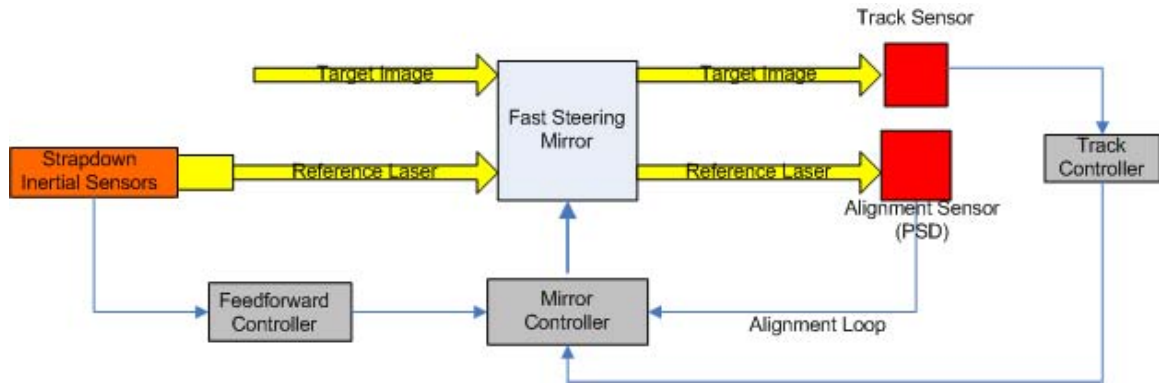 Track Sensor
Target Image
Target Image
Fast Steering
Mirror
Strapdown
Inertial Sensors
Reference Laser
Reference Laser
Track
Controller
Alignment Sensor
(PSD)
Feedforward
Controller
Mirror
Controller
Alignment Loop